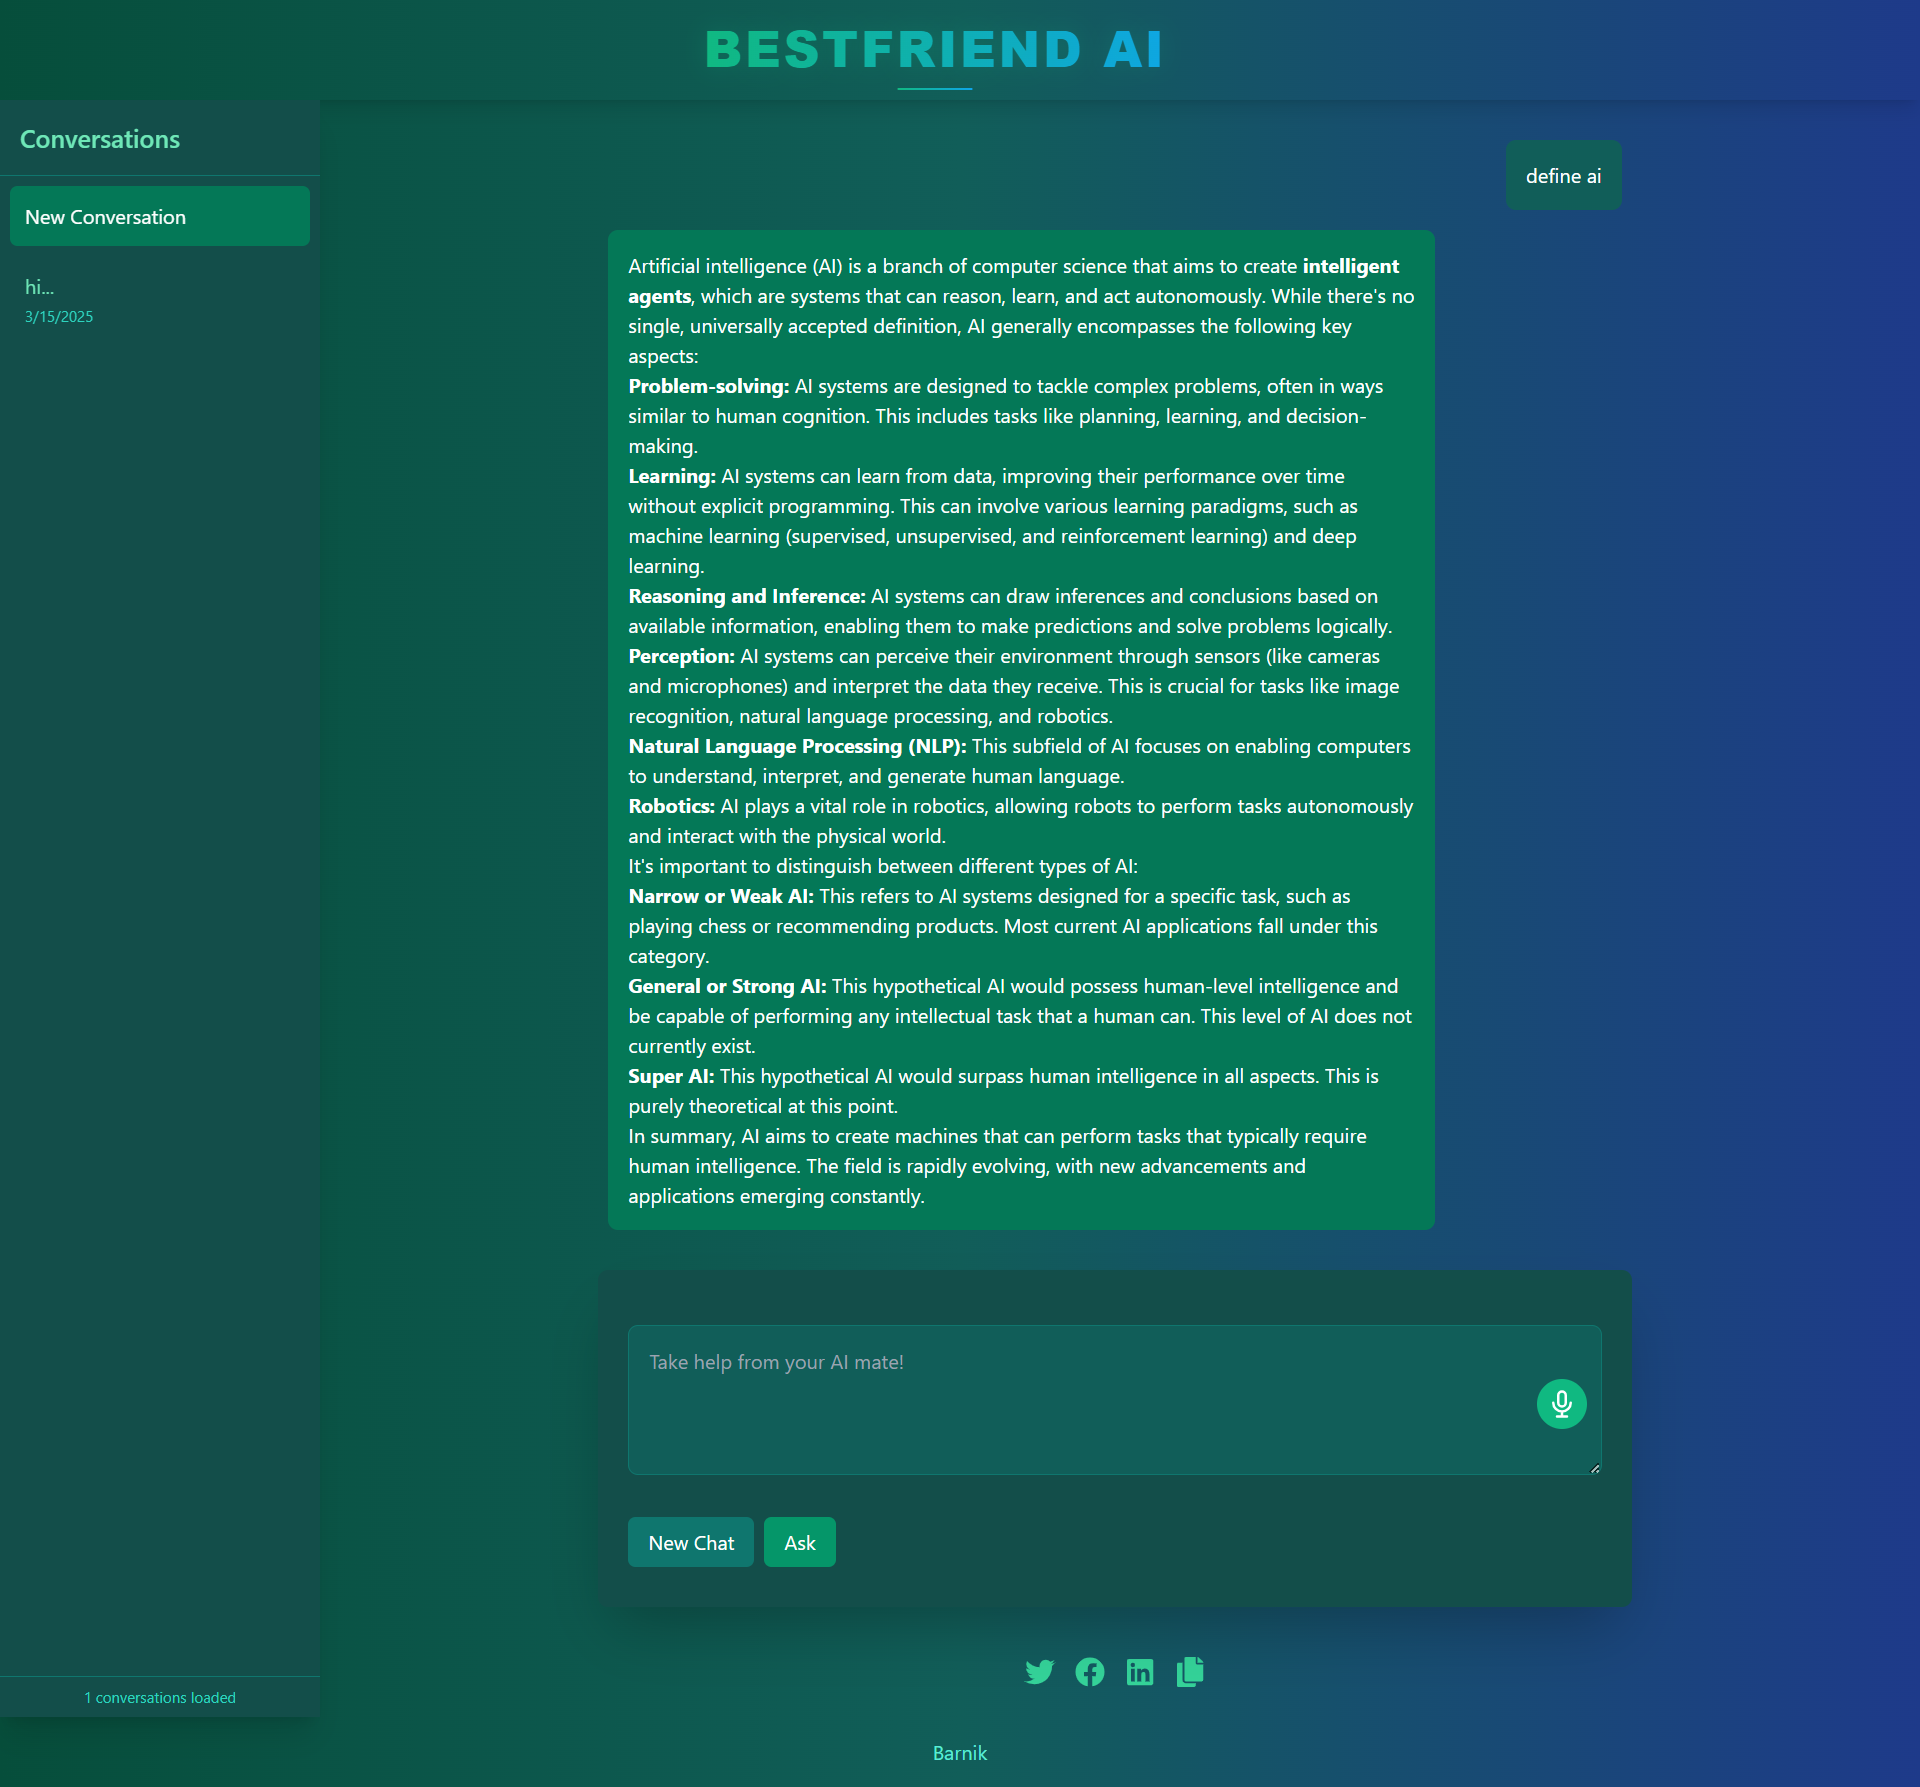 BESTFRIEND AI
Conversations
New Conversation
hi...
3/15/2025
1 conversations loaded
define ai
Artificial intelligence (AI) is a branch of computer science that aims to create intelligent
agents, which are systems that can reason, learn, and act autonomously. While there's no
single, universally accepted definition, AI generally encompasses the following key
aspects:
Problem-solving: AI systems are designed to tackle complex problems, often in ways
similar to human cognition. This includes tasks like planning, learning, and decision-
making.
Learning: AI systems can learn from data, improving their performance over time
without explicit programming. This can involve various learning paradigms, such as
machine learning (supervised, unsupervised, and reinforcement learning) and deep
learning.
Reasoning and Inference: AI systems can draw inferences and conclusions based on
available information, enabling them to make predictions and solve problems logically.
Perception: AI systems can perceive their environment through sensors (like cameras
and microphones) and interpret the data they receive. This is crucial for tasks like image
recognition, natural language processing, and robotics.
Natural Language Processing (NLP): This subfield of AI focuses on enabling computers
to understand, interpret, and generate human language.
Robotics: AI plays a vital role in robotics, allowing robots to perform tasks autonomously
and interact with the physical world.
It's important to distinguish between different types of AI:
Narrow or Weak AI: This refers to AI systems designed for a specific task, such as
playing chess or recommending products. Most current AI applications fall under this
category.
General or Strong AI: This hypothetical AI would possess human-level intelligence and
be capable of performing any intellectual task that a human can. This level of AI does not
currently exist.
Super AI: This hypothetical AI would surpass human intelligence in all aspects. This is
purely theoretical at this point.
In summary, AI aims to create machines that can perform tasks that typically require
human intelligence. The field is rapidly evolving, with new advancements and
applications emerging constantly.
Take help from your AI mate!
New Chat
Ask
Barnik